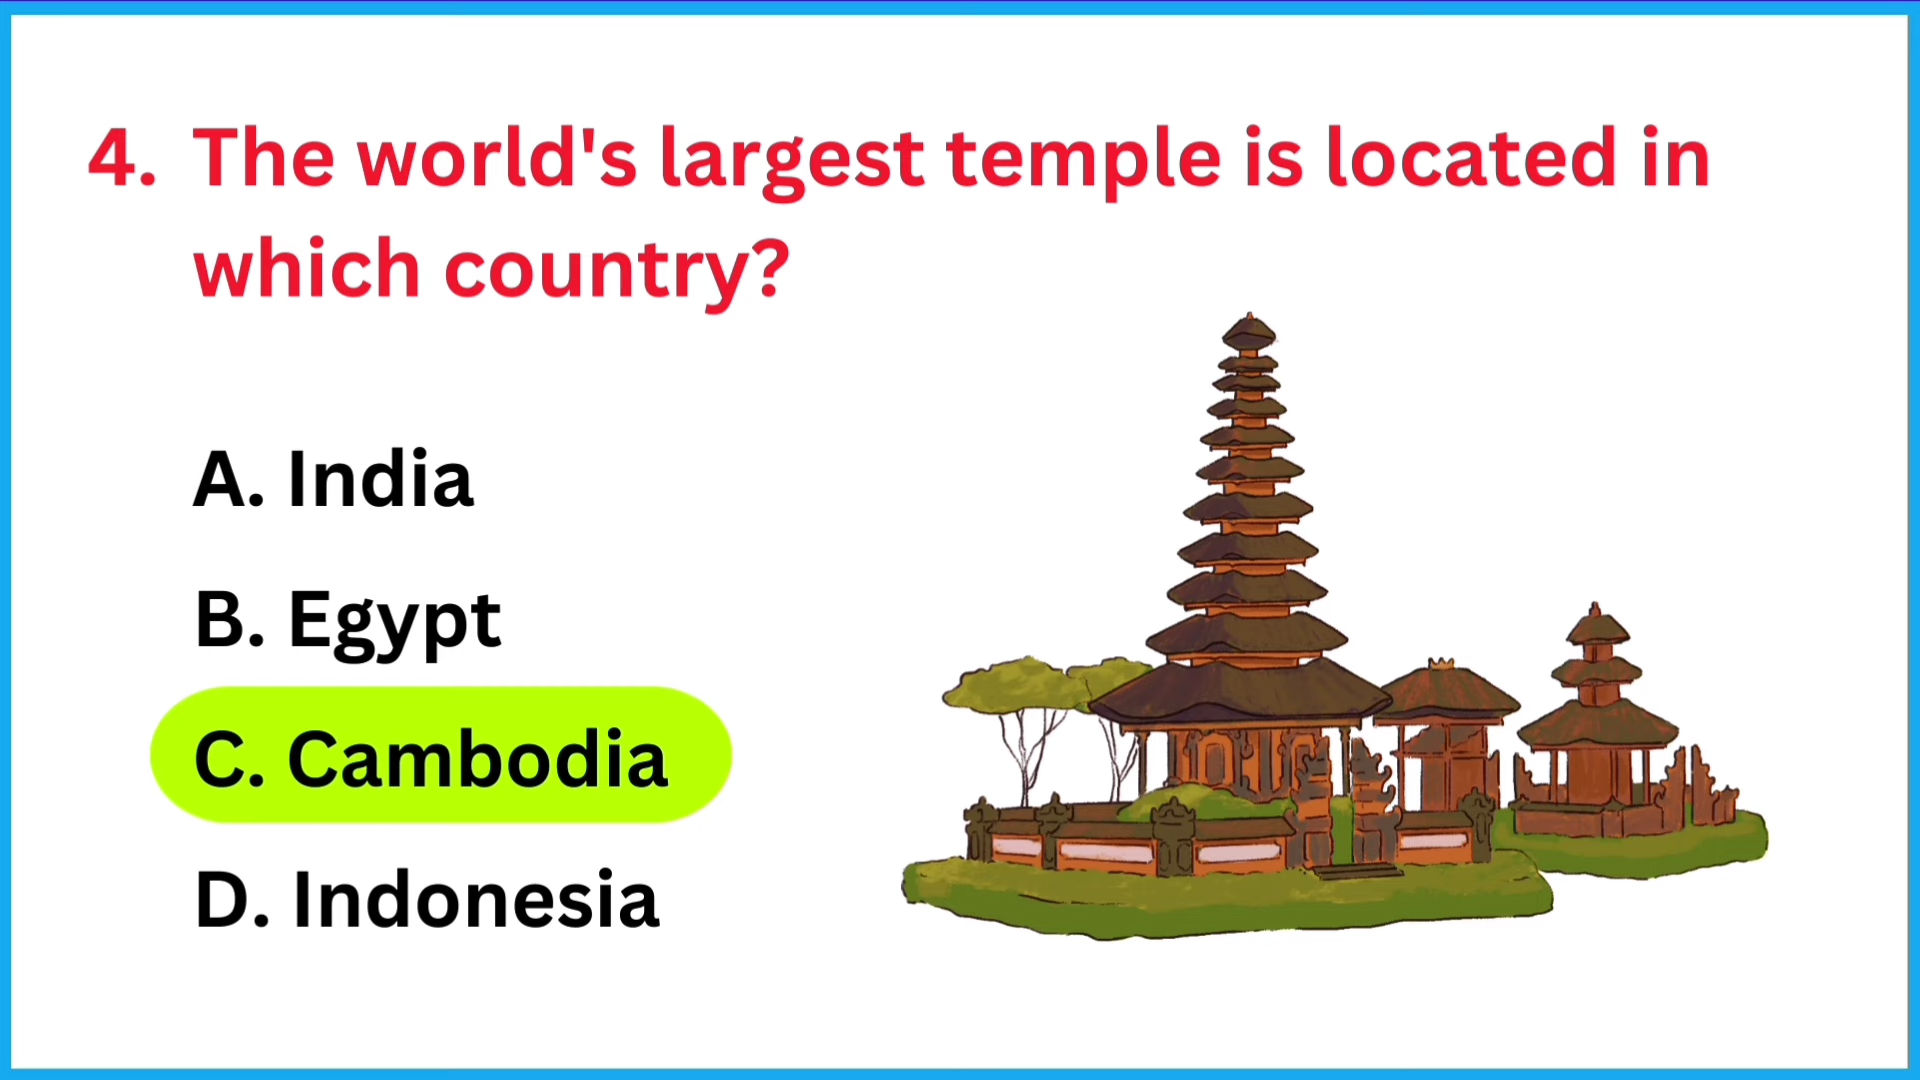 4. The world's largest temple is located in
which country?
A. India
B. Egypt
C. Cambodia
D. Indonesia